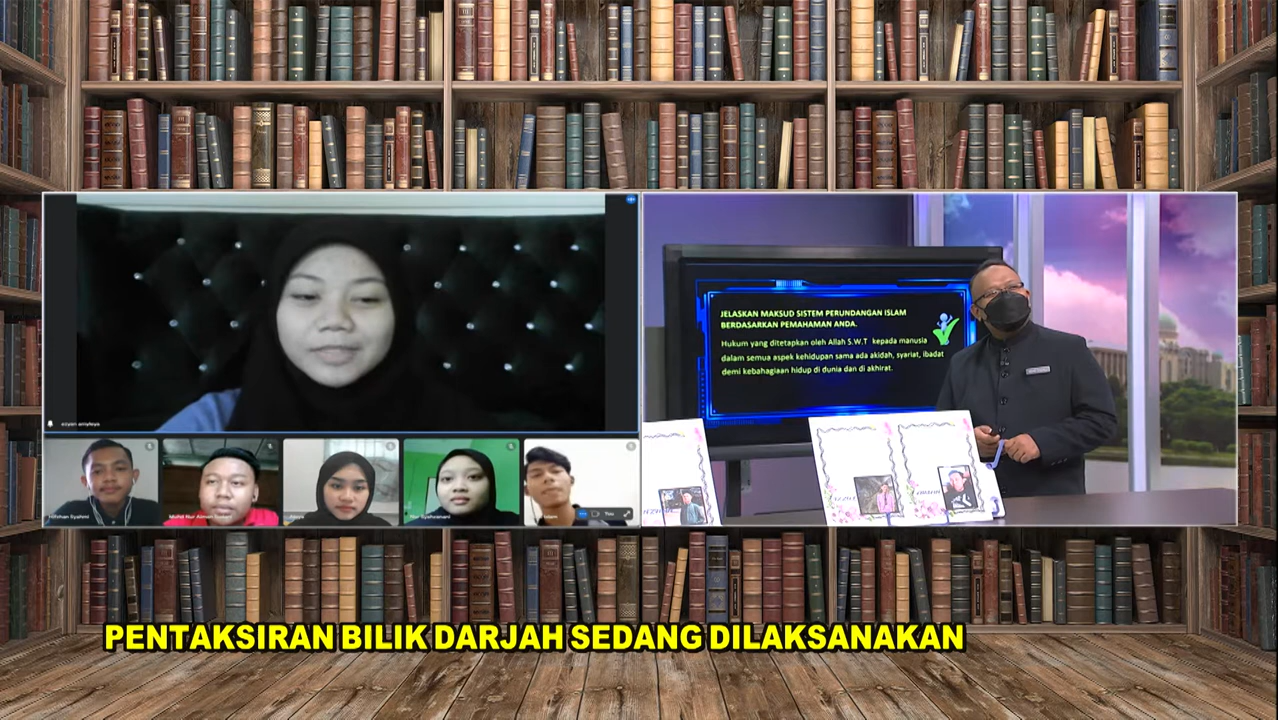 JELASKAN MAKSUD SISTEM PERUNDANGAN ISLAM
BERDASARKAN PEMAHAMAN ANDA.
Hukum yang ditetapkan oleh Allah S.W.T kepada manusia
dalam semua aspek kehidupan sama ada akidah, syariat, ibadat
demi kebahagiaan hidup di dunia dan di akhirat.
You
PENTAKSIRAN BILIK DARJAH SEDANG DILAKSANAKAN